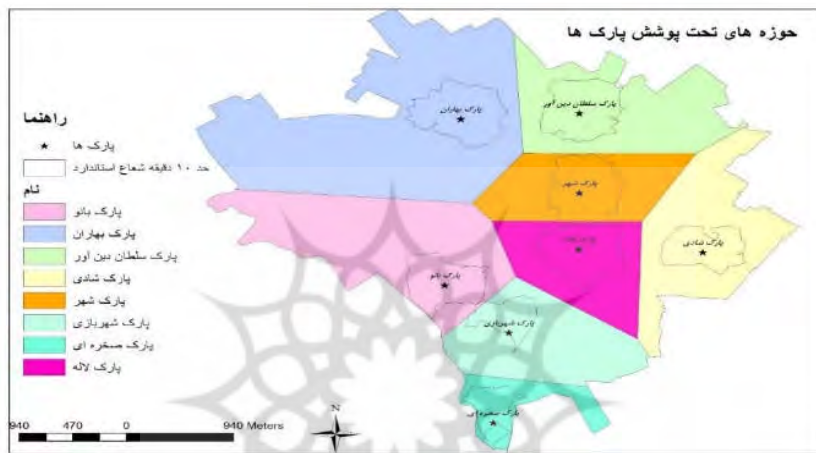 حوزه های تحت پوشش پارک ها
پارک سلطان دین آور
پارک بهاران
پارک شهر
پارک شادی
پارک بانو
پارک شهربازی
پارک صخره ای
راهنما
پارک ها
حد ۱۰ دقیقه شعاع استاندارد
نام
پارک بانو
پارک بهاران
پارک سلطان دین آور
پارک شادی
پارک شهر
پارک شهربازی
پارک صخره ای
پارک لاله
N
940 470 0 940 Meters